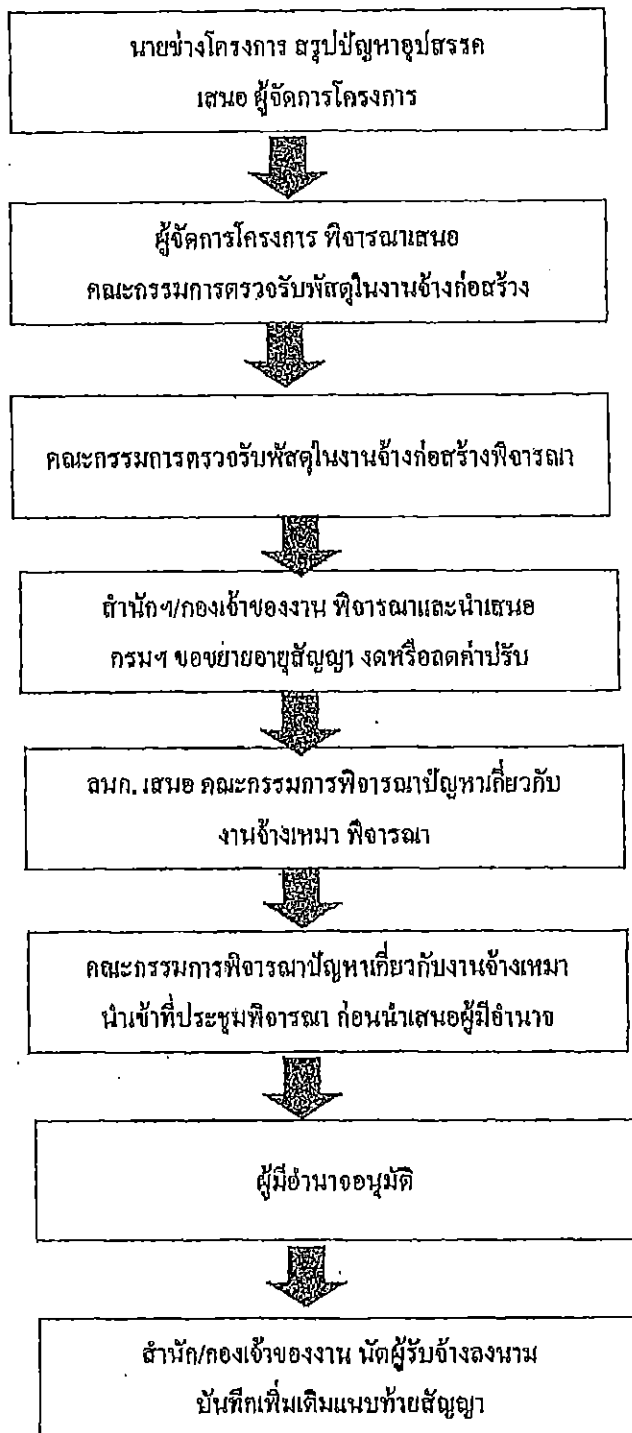 นายช่างโครงการ สรุปปัญหาอุปสรรค
เสนอ ผู้จัดการโครงการ
ผู้จัดการโครงการ พิจารณาเสนอ
คณะกรรมการตรวจรับพัสดุในงานจ้างก่อสร้าง
คณะกรรมการตรวจรับพัสดุในงานจ้างก่อสร้างพิจารณา
สำนักฯ/กองเจ้าของงาน พิจารณาและนำเสนอ
กรมฯ ขอขยายอายุสัญญา งดหรือลดค่าปรับ
ลนก. เสนอ คณะกรรมการพิจารณาปัญหาเกี่ยวกับ
งานจ้างเหมา พิจารณา
คณะกรรมการพิจารณาปัญหาเกี่ยวกับงานจ้างเหมา
นำเข้าที่ประชุมพิจารณา ก่อนนำเสนอผู้มีอำนาจ
ผู้มีอำนาจอนุมัติ
สำนัก/กองเจ้าของงาน นัดผู้รับจ้างลงนาม
บันทึกเพิ่มเติมแนบท้ายสัญญา